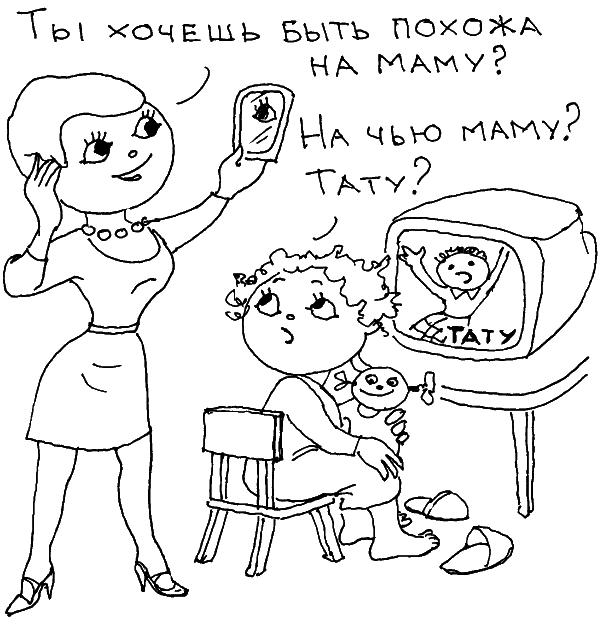 Ты хочешь быть похожа
на маму?
На чью маму?
Тату?
ТАТУ